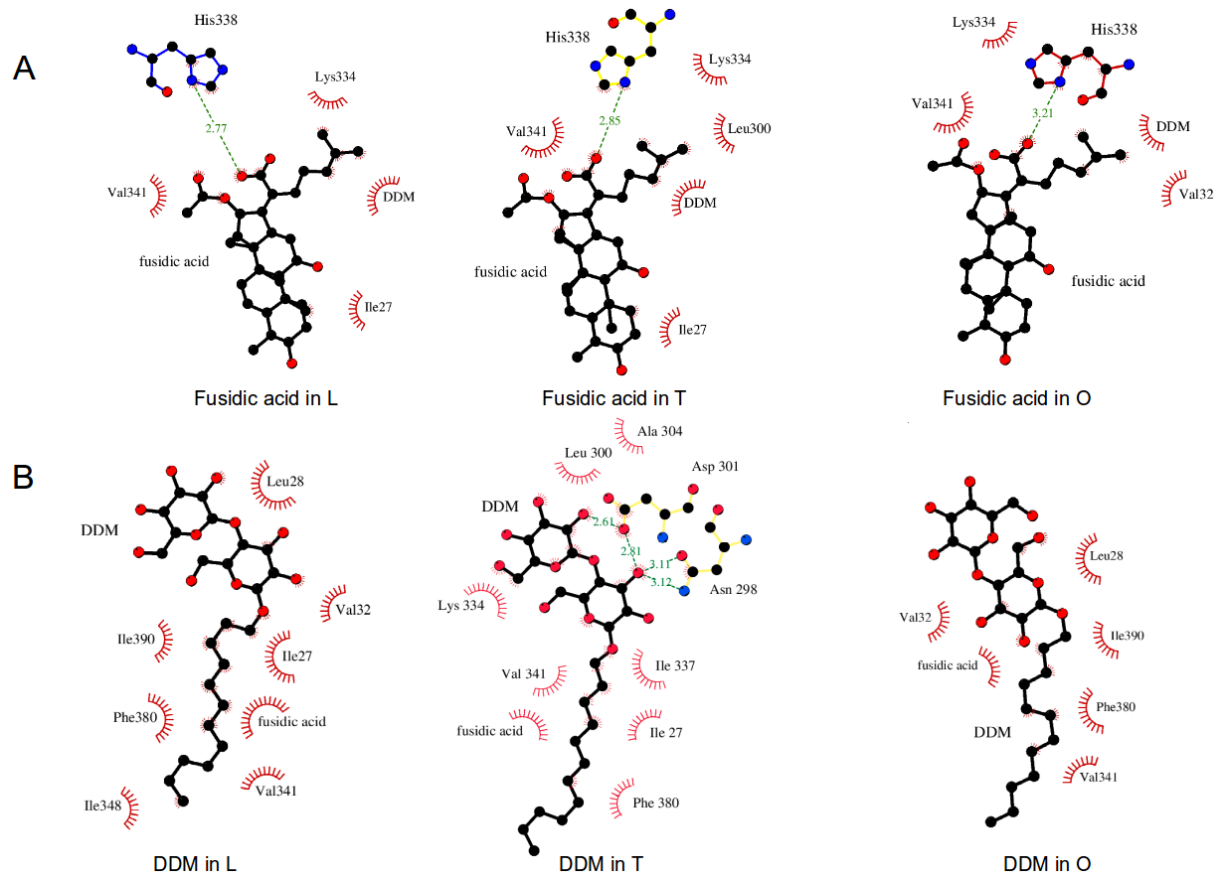 A
His338
2.77
Lys334
Val341
DDM
fusidic acid
Ile27
Fusidic acid in L
His338
2.85
Lys334
Val341
Leu300
DDM
fusidic acid
Ile27
Fusidic acid in T
Lys334
His338
3.21
Val341
DDM
Val32
fusidic acid
Fusidic acid in O
B
Leu28
DDM
Val32
Ile390
Ile27
Phe380
fusidic acid
Val341
Ile348
DDM in L
Ala 304
Leu 300
Asp 301
DDM
2.61
2.81
3.11
3.12
Asn 298
Lys 334
Val 341
Ile 337
fusidic acid
Ile 27
Phe 380
DDM in T
Leu28
Val32
Ile390
fusidic acid
Phe380
DDM
Val341
DDM in O